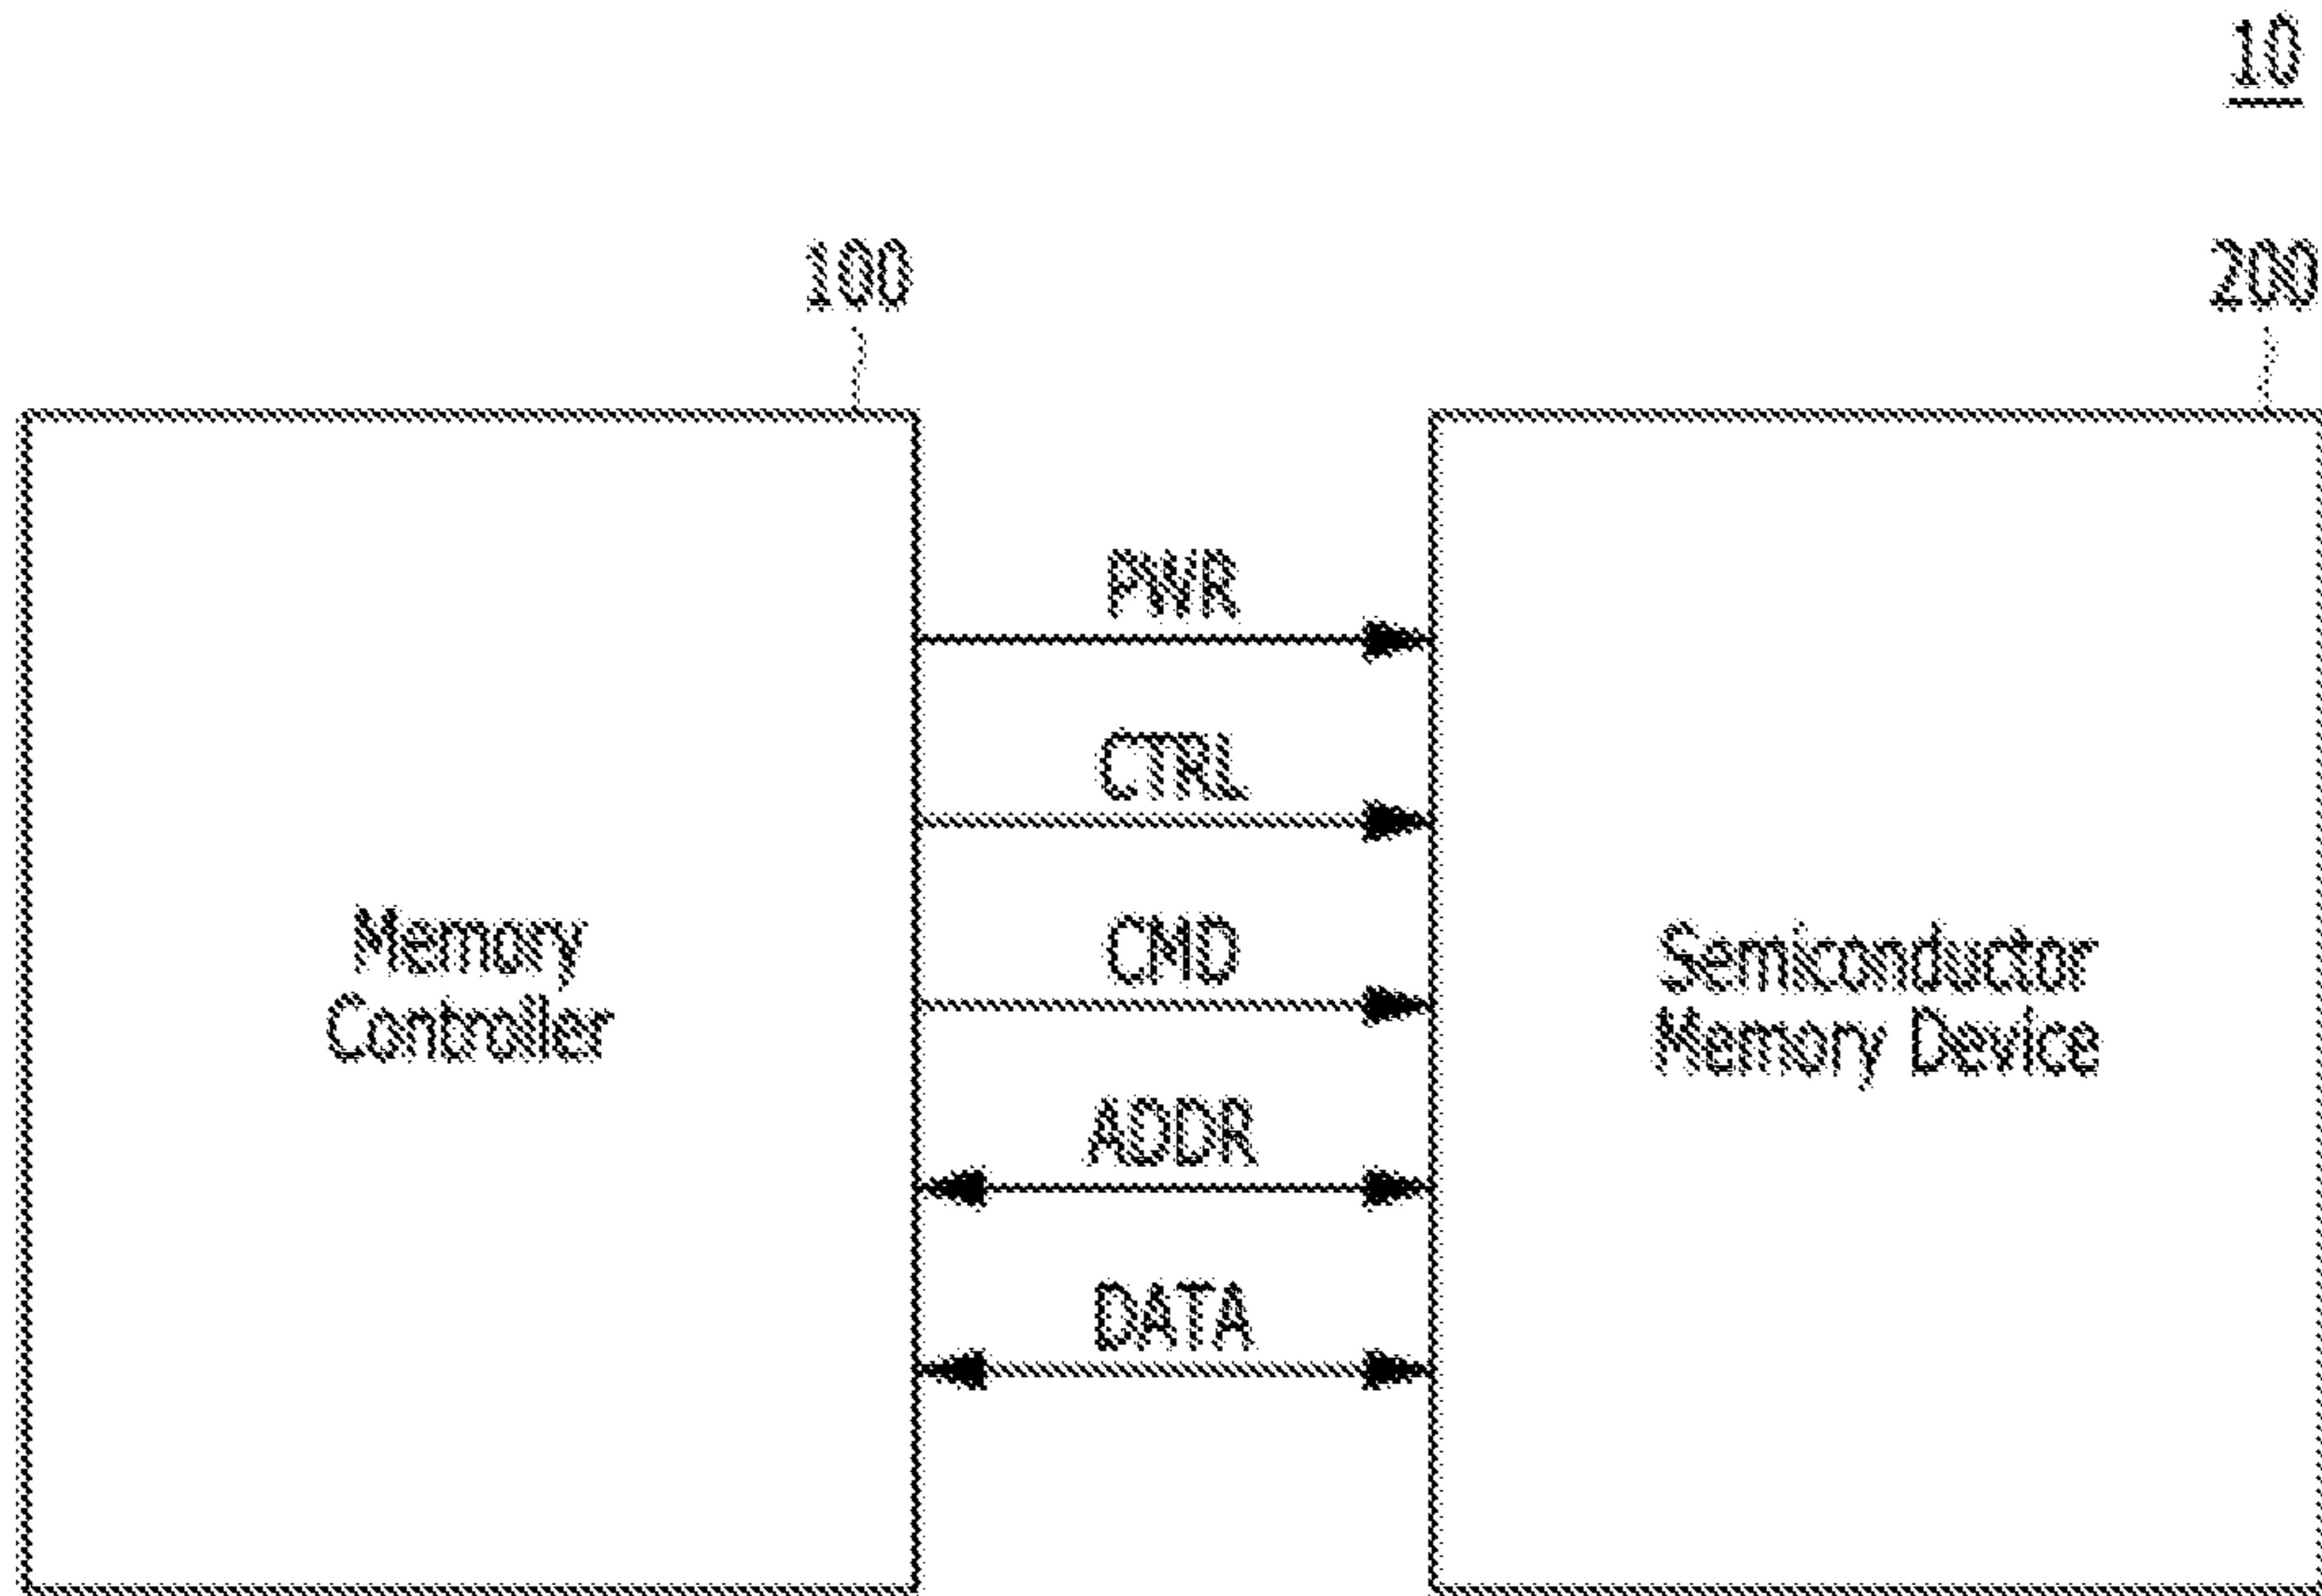 10
100
200
PWR
CTRL
CMD
ADDR
DATA
Memory
Controller
Semiconductor
Memory Device